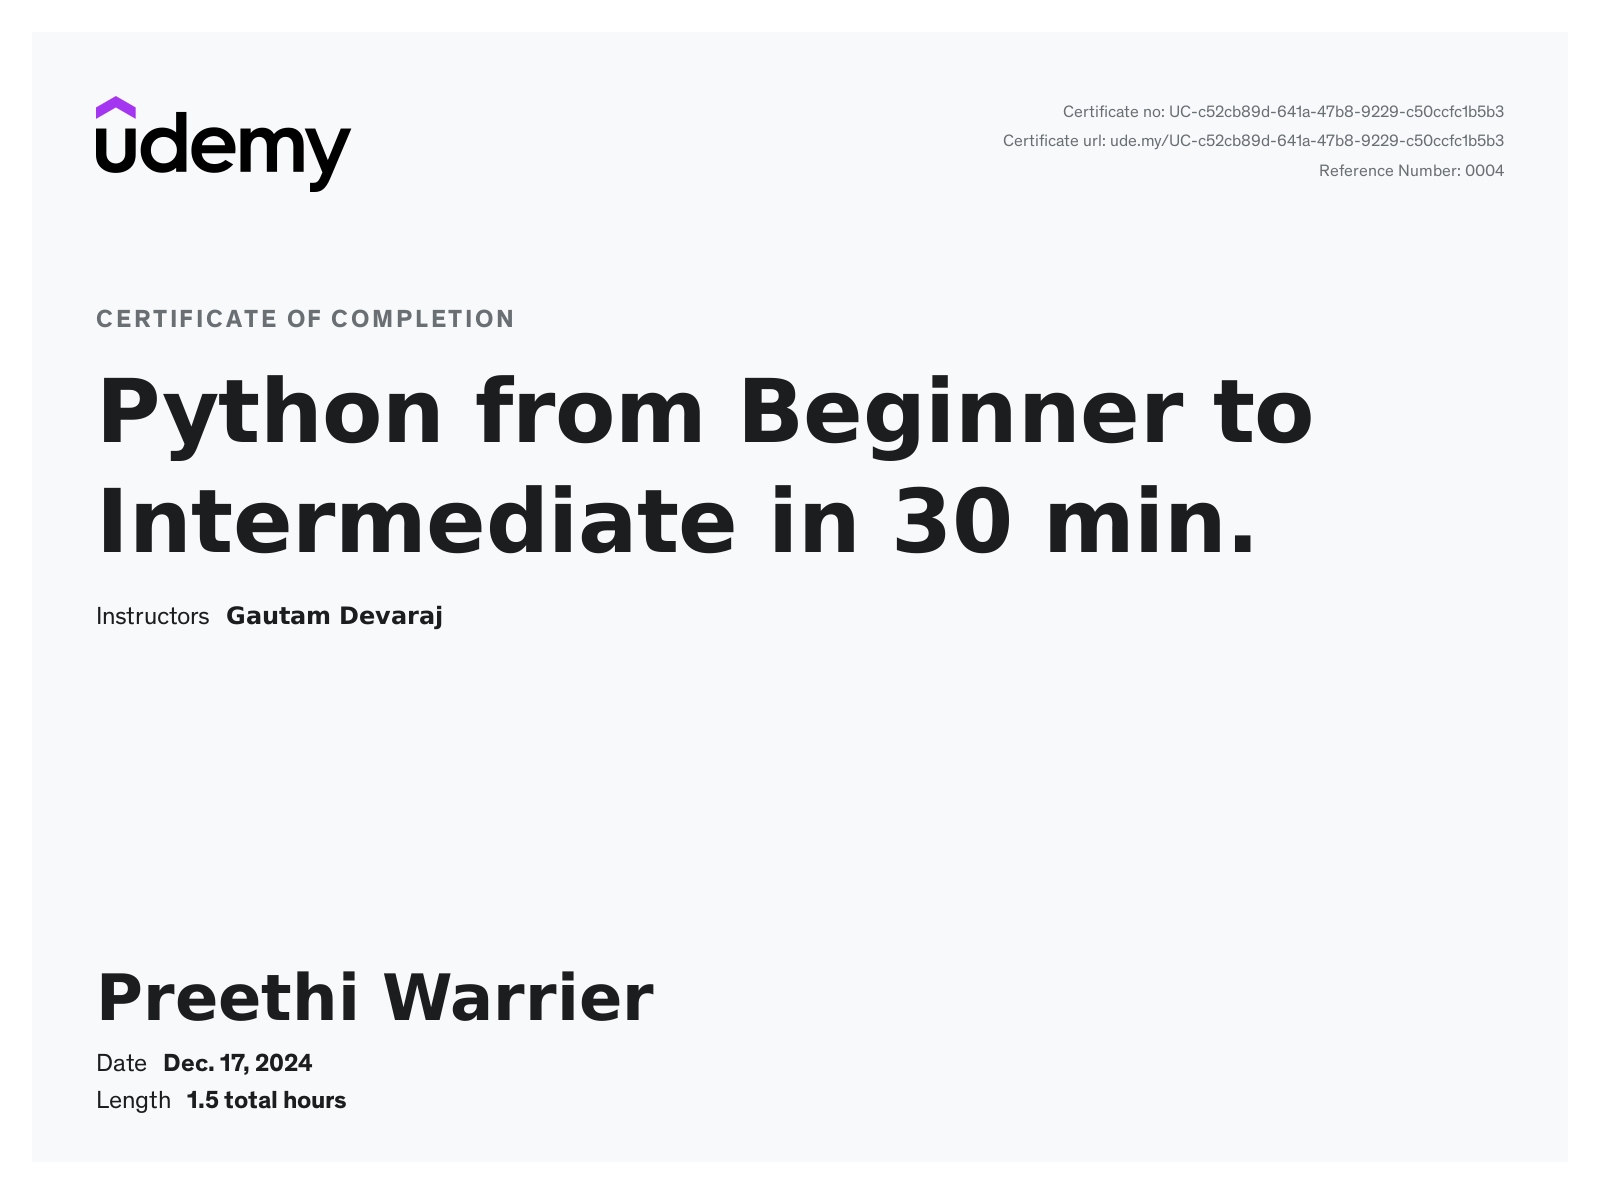 udemy
Certificate no: UC-c52cb89d-641a-47b8-9229-c50ccfc1b5b3
Certificate url: ude.my/UC-c52cb89d-641a-47b8-9229-c50ccfc1b5b3
Reference Number: 0004
CERTIFICATE OF COMPLETION
Python from Beginner to
Intermediate in 30 min.
Instructors Gautam Devaraj
Preethi Warrier
Date Dec. 17, 2024
Length 1.5 total hours